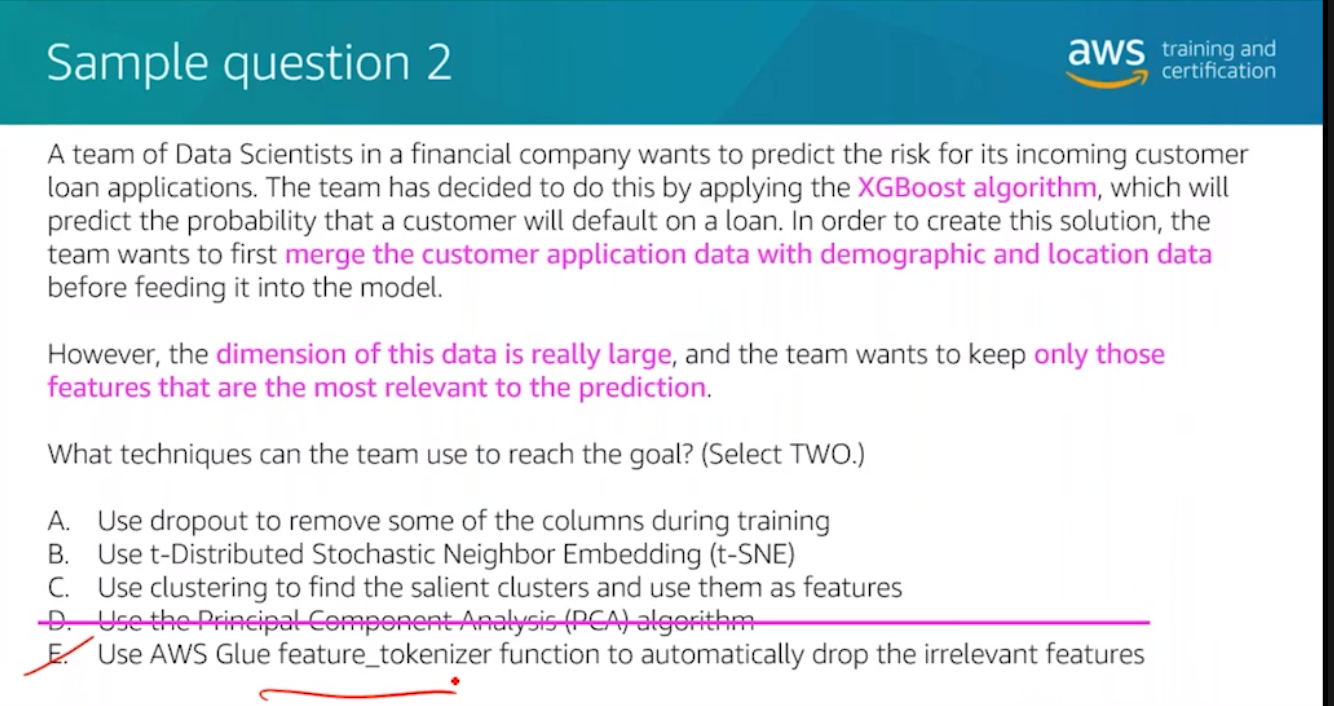 Sample question 2
aws training and
certification
A team of Data Scientists in a financial company wants to predict the risk for its incoming customer
loan applications. The team has decided to do this by applying the XGBoost algorithm, which will
predict the probability that a customer will default on a loan. In order to create this solution, the
team wants to first merge the customer application data with demographic and location data
before feeding it into the model.
However, the dimension of this data is really large, and the team wants to keep only those
features that are the most relevant to the prediction.
What techniques can the team use to reach the goal? (Select TWO.)
A. Use dropout to remove some of the columns during training
B. Use t-Distributed Stochastic Neighbor Embedding (t-SNE)
C. Use clustering to find the salient clusters and use them as features
D. Use the Principal Component Analysis (PCA) algorithm
E. Use AWS Glue feature_tokenizer function to automatically drop the irrelevant features